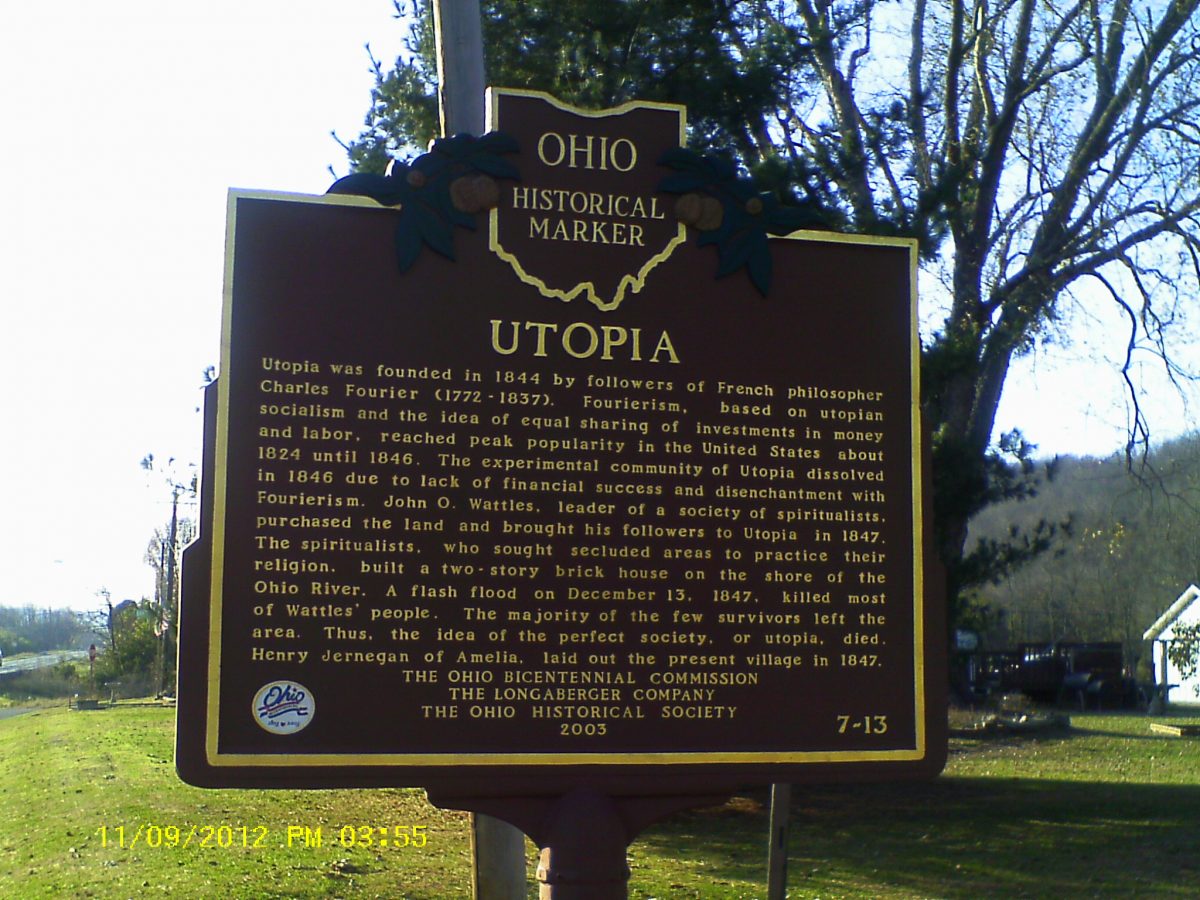 OHIO
HISTORICAL
MARKER
UTOPIA
Utopia was founded in 1844 by followers of French philosopher
Charles Fourier (1772-1837). Fourierism, based on utopian
socialism and the idea of equal sharing of investments in money
and labor, reached peak popularity in the United States about
1824 until 1846. The experimental community of Utopia dissolved
in 1846 due to lack of financial success and disenchantment with
Fourierism. John O. Wattles, leader of a society of spiritualists,
purchased the land and brought his followers to Utopia in 1847.
The spiritualists, who sought secluded areas to practice their
religion, built a two-story brick house on the shore of the
Ohio River. A flash flood on December 13, 1847, killed most
of Wattles' people. The majority of the few survivors left the
area. Thus, the idea of the perfect society, or utopia, died.
Henry Jernegan of Amelia, laid out the present village in 1847.
THE OHIO BICENTENNIAL COMMISSION
THE LONGABERGER COMPANY
THE OHIO HISTORICAL SOCIETY
2003
7-13
Ohio
11/09/2012 PM 03:55